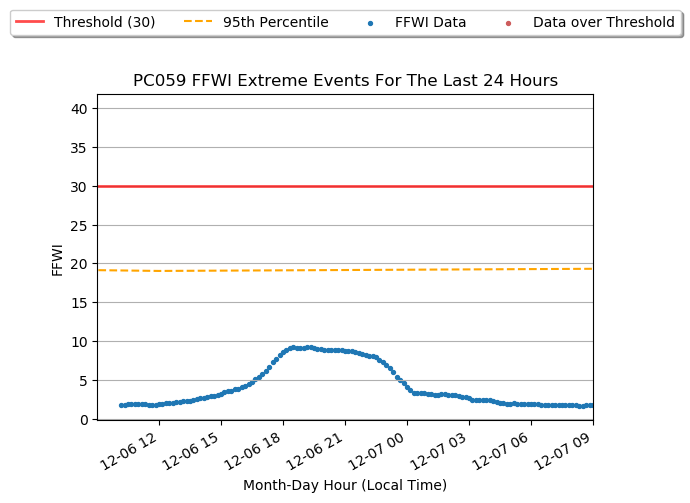 Threshold (30) 95th Percentile FFWI Data Data over Threshold
PC059 FFWI Extreme Events For The Last 24 Hours
40
35
30
25
20
15
10
5
0
FFWI
12-06 12 12-06 15 12-06 18 12-06 21 12-07 00 12-07 03 12-07 06 12-07 09
Month-Day Hour (Local Time)